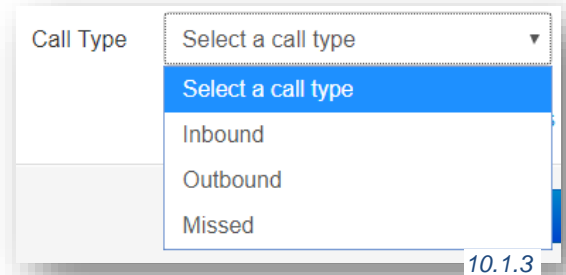 Call Type Select a call type ▼
Select a call type
Inbound
Outbound
Missed
10.1.3